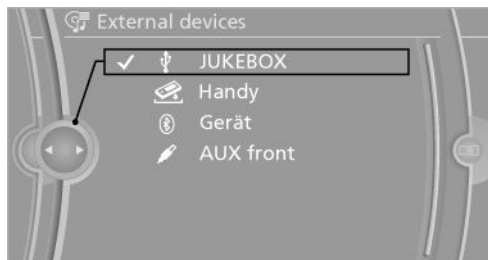 External devices
JUKEBOX
Handy
Gerät
AUX front